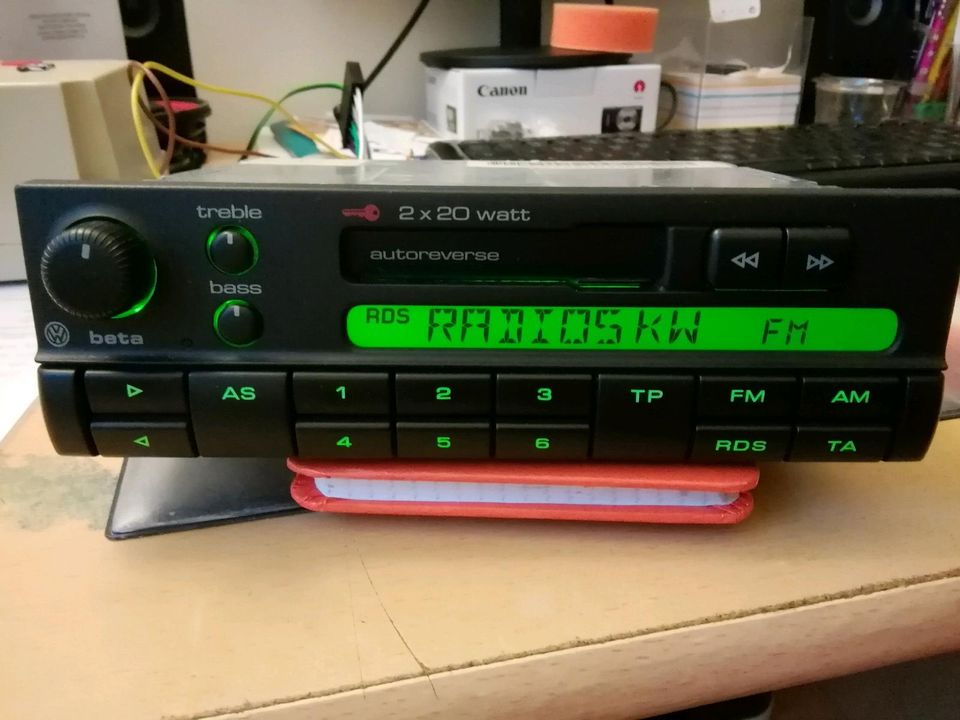 Canon
treble
2 x 20 watt
autoreverse
bass
beta
RDS RADIOSKW FM
AS 1 2 3 TP FM AM
4 5 6 RDS TA